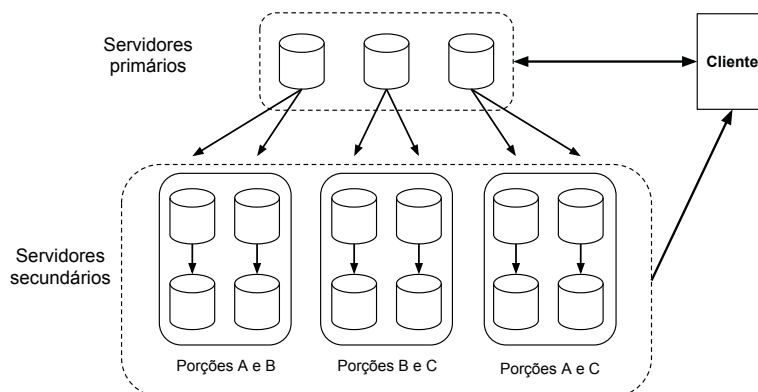 Servidores
primários
Cliente
Servidores
secundários
Porções A e B
Porções B e C
Porções A e C